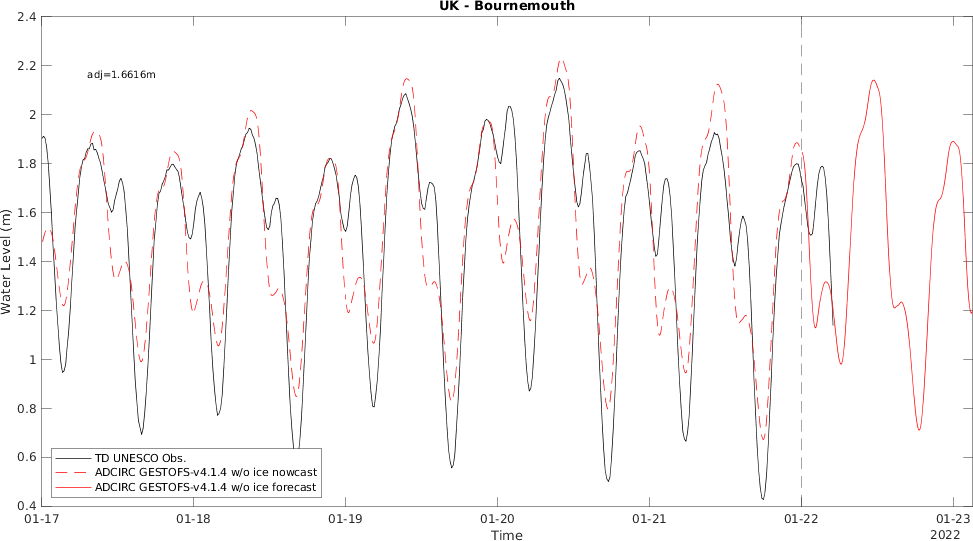 UK - Bournemouth
2.4
2.2
2
1.8
1.6
1.4
1.2
1
0.8
0.6
0.4
Water Level (m)
adj=1.6616m
TD UNESCO Obs.
ADCIRC GESTOFS-v4.1.4 w/o ice nowcast
ADCIRC GESTOFS-v4.1.4 w/o ice forecast
01-17 01-18 01-19 01-20 01-21 01-22 01-23
Time
2022